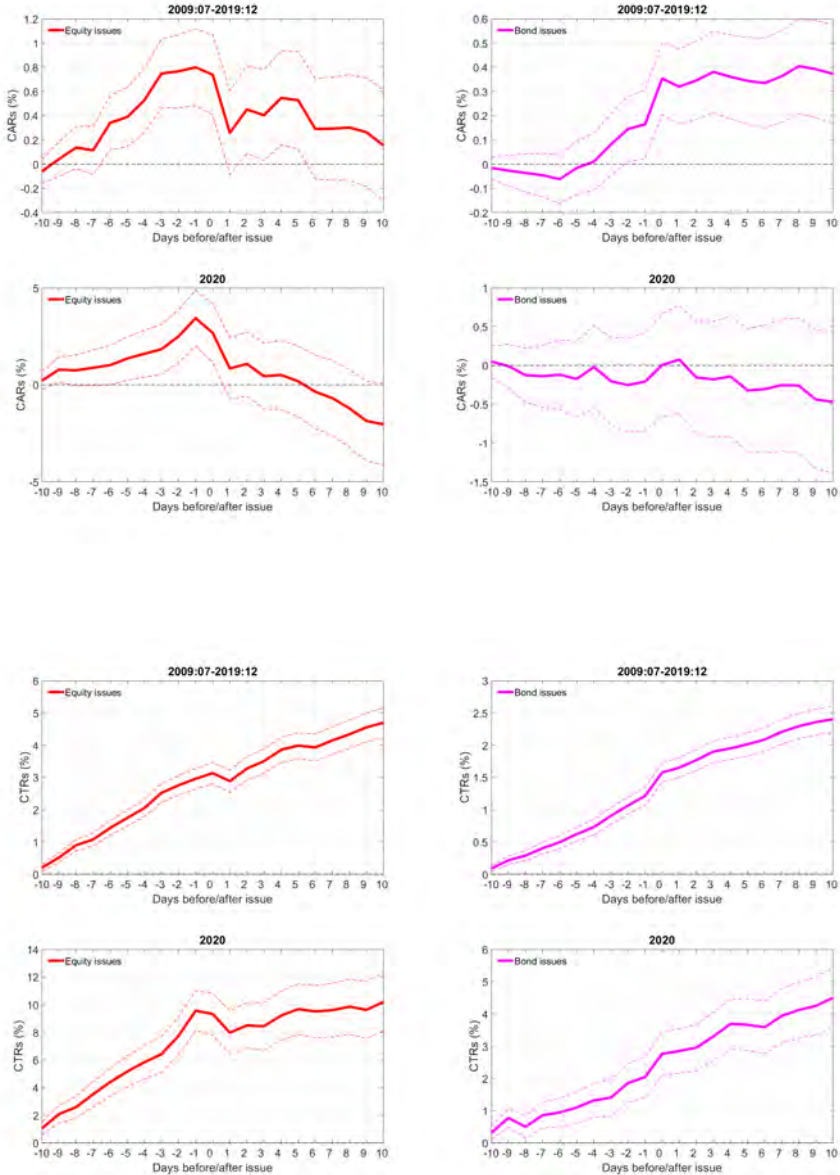 2009:07-2019:12
1.2
Equity issues
1
0.8
0.6
0.4
0.2
0
-0.2
-0.4
CARs (%)
-10 -9 -8 -7 -6 -5 -4 -3 -2 -1 0 1 2 3 4 5 6 7 8 9 10
Days before/after issue
2009:07-2019:12
0.6
Bond issues
0.5
0.4
0.3
0.2
0.1
0
-0.1
-0.2
CARs (%)
-10 -9 -8 -7 -6 -5 -4 -3 -2 -1 0 1 2 3 4 5 6 7 8 9 10
Days before/after issue
2020
5
Equity issues
0
-5
CARs (%)
-10 -9 -8 -7 -6 -5 -4 -3 -2 -1 0 1 2 3 4 5 6 7 8 9 10
Days before/after issue
2020
1
Bond issues
0.5
0
-0.5
-1
-1.5
CARs (%)
-10 -9 -8 -7 -6 -5 -4 -3 -2 -1 0 1 2 3 4 5 6 7 8 9 10
Days before/after issue
2009:07-2019:12
6
Equity issues
5
4
3
2
1
0
CTRs (%)
-10 -9 -8 -7 -6 -5 -4 -3 -2 -1 0 1 2 3 4 5 6 7 8 9 10
Days before/after issue
2009:07-2019:12
3
Bond issues
2.5
2
1.5
1
0.5
0
CTRs (%)
-10 -9 -8 -7 -6 -5 -4 -3 -2 -1 0 1 2 3 4 5 6 7 8 9 10
Days before/after issue
2020
14
Equity issues
12
10
8
6
4
2
0
CTRs (%)
-10 -9 -8 -7 -6 -5 -4 -3 -2 -1 0 1 2 3 4 5 6 7 8 9 10
Days before/after issue
2020
6
Bond issues
5
4
3
2
1
0
CTRs (%)
-10 -9 -8 -7 -6 -5 -4 -3 -2 -1 0 1 2 3 4 5 6 7 8 9 10
Days before/after issue